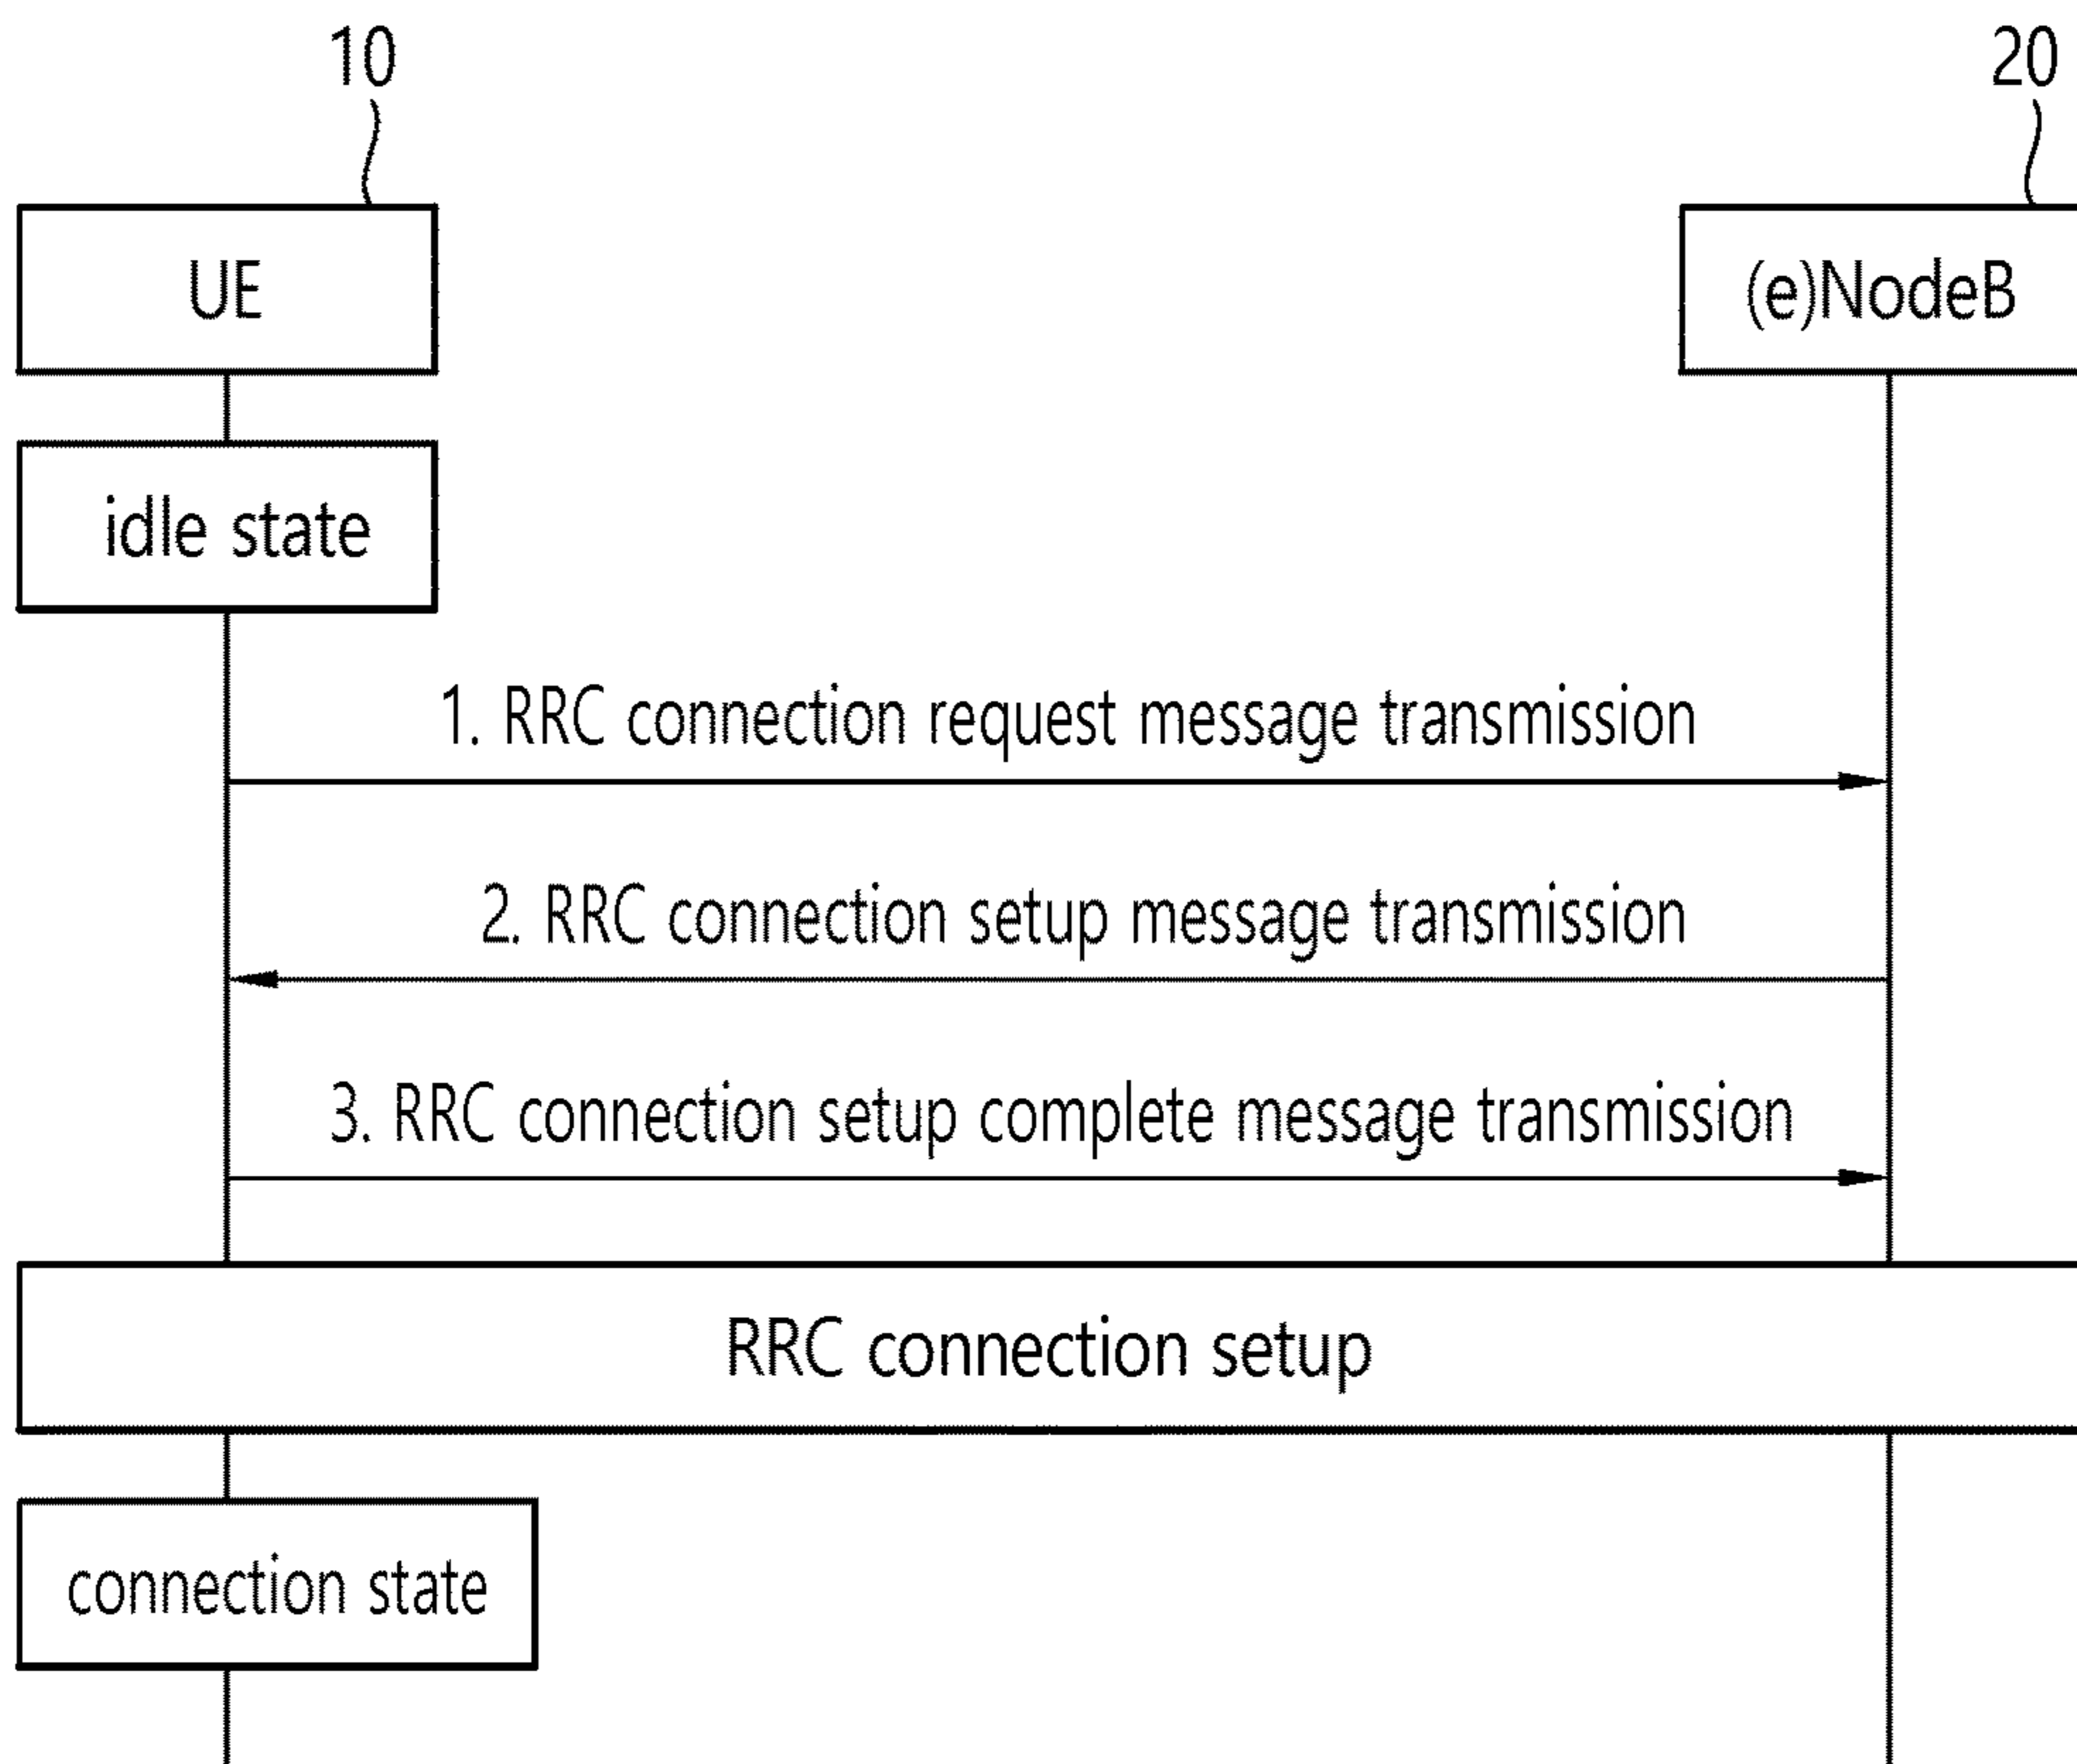 10
20
UE
(e)NodeB
idle state
1. RRC connection request message transmission
2. RRC connection setup message transmission
3. RRC connection setup complete message transmission
RRC connection setup
connection state